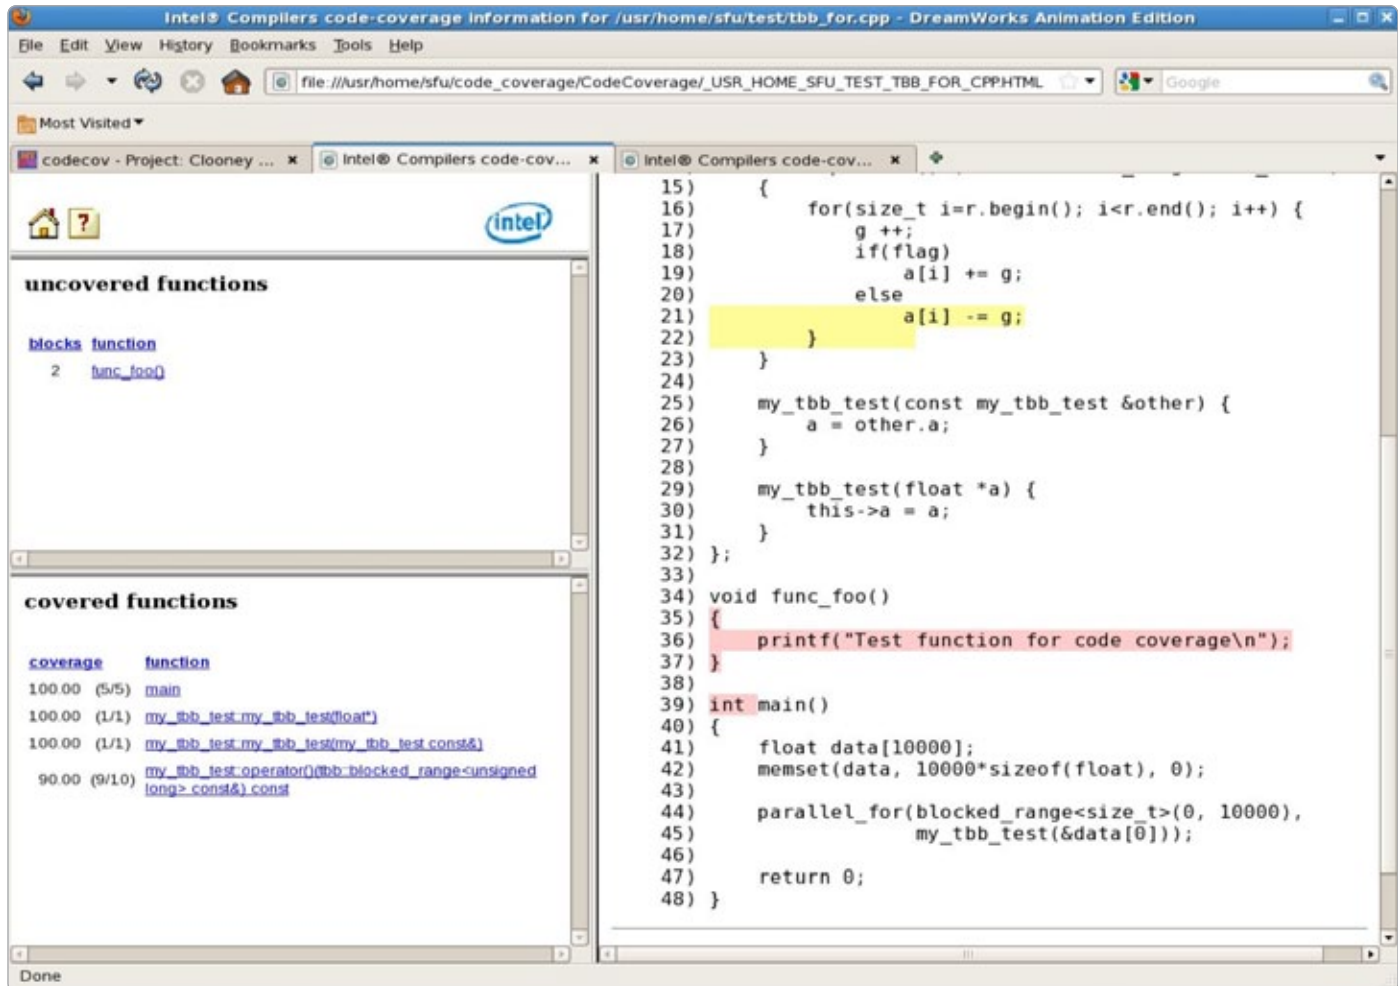 Intel® Compilers code-coverage information for /usr/home/sfu/test/tbb_for.cpp - DreamWorks Animation Edition
File Edit View History Bookmarks Tools Help
file:///usr/home/sfu/code_coverage/CodeCoverage/_USR_HOME_SFU_TEST_TBB_FOR_CPP.HTML
Google
Most Visited
codecov - Project: Clooney ...
Intel® Compilers code-cov...
Intel® Compilers code-cov...
intel
uncovered functions
blocks function
2 func_foo()
covered functions
coverage function
100.00 (5/5) main
100.00 (1/1) my_tbb_test::my_tbb_test(float*)
100.00 (1/1) my_tbb_test::my_tbb_test(my_tbb_test const&)
90.00 (9/10) my_tbb_test::operator()(tbb::blocked_range<unsigned
long> const&) const
15) {
16) for(size_t i=r.begin(); i<r.end(); i++) {
17) g ++;
18) if(flag)
19) a[i] += g;
20) else
21) a[i] -= g;
22) }
23) }
24)
25) my_tbb_test(const my_tbb_test &other) {
26) a = other.a;
27) }
28)
29) my_tbb_test(float *a) {
30) this->a = a;
31) }
32) };
33)
34) void func_foo()
35) {
36) printf("Test function for code coverage\n");
37) }
38)
39) int main()
40) {
41) float data[10000];
42) memset(data, 10000*sizeof(float), 0);
43)
44) parallel_for(blocked_range<size_t>(0, 10000),
45) my_tbb_test(&data[0]));
46)
47) return 0;
48) }
Done